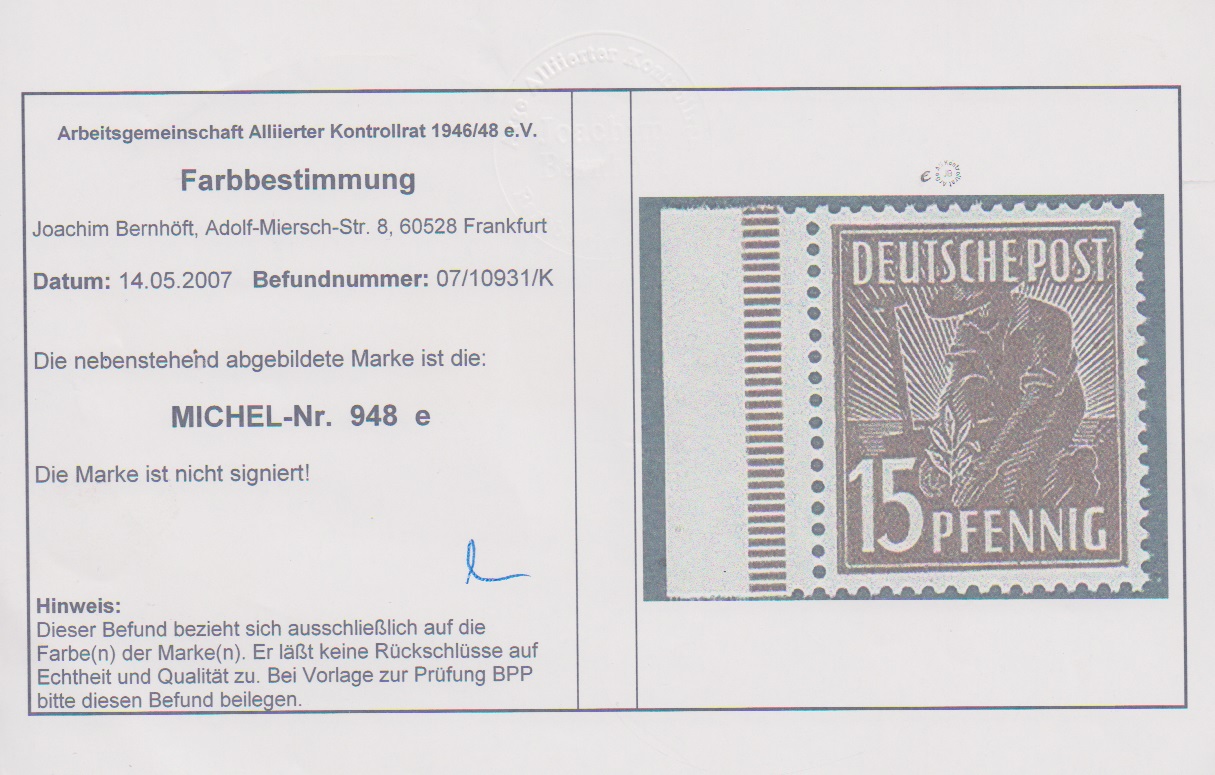 Arbeitsgemeinschaft Alliierter Kontrollrat 1946/48 e.V.
Farbbestimmung
Joachim Bernhöft, Adolf-Miersch-Str. 8, 60528 Frankfurt
Datum: 14.05.2007 Befundnummer: 07/10931/K
Die nebenstehend abgebildete Marke ist die:
MICHEL-Nr. 948 e
Die Marke ist nicht signiert!
Hinweis:
Dieser Befund bezieht sich ausschließlich auf die
Farbe(n) der Marke(n). Er läßt keine Rückschlüsse auf
Echtheit und Qualität zu. Bei Vorlage zur Prüfung BPP
bitte diesen Befund beilegen.
e
DEUTSCHE POST
15 PFENNIG